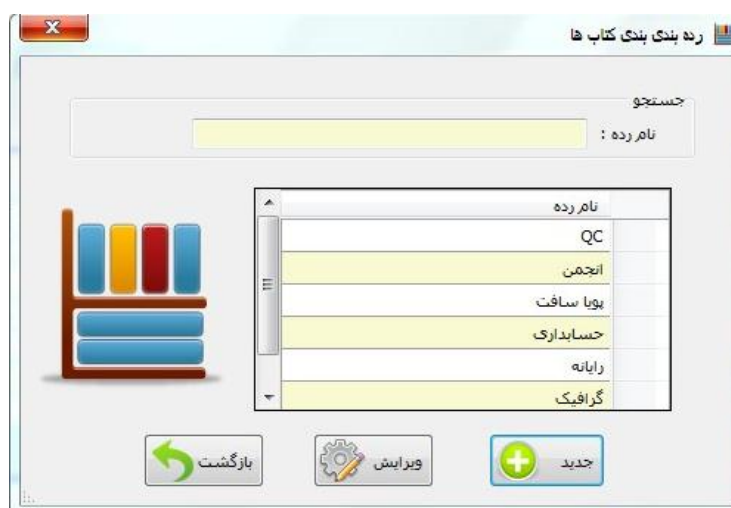 رده بندی بندی کتاب ها
جستجو
نام رده :
نام رده
QC
انجمن
پویا سافت
حسابداری
رایانه
گرافیک
جدید
ویرایش
بازگشت